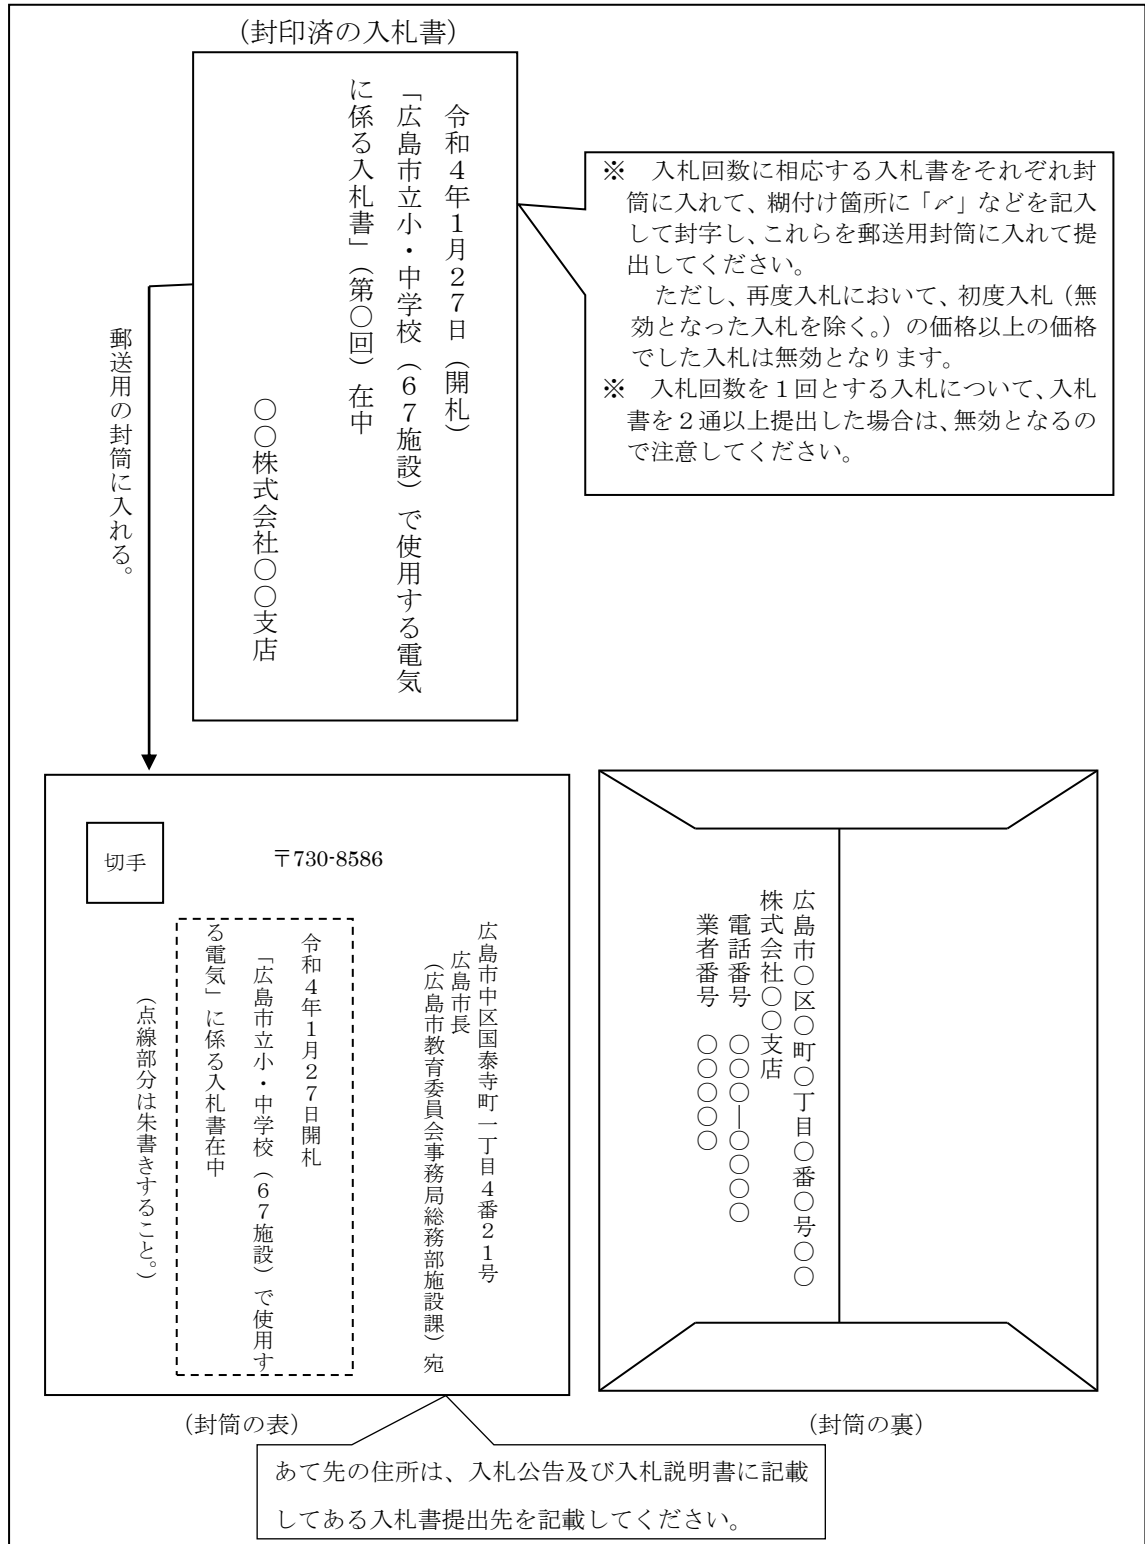 (封印済の入札書)
令和4年1月27日（開札）
「広島市立小・中学校（67施設）で使用する電気
に係る入札書」（第○回）在中
○○株式会社○○支店
※　入札回数に相応する入札書をそれぞれ封
筒に入れて、糊付け箇所に「〆」などを記入
して封字し、これらを郵送用封筒に入れて提
出してください。
ただし、再度入札において、初度入札（無
効となった入札を除く。）の価格以上の価格
でした入札は無効となります。
※　入札回数を１回とする入札について、入札
書を２通以上提出した場合は、無効となるの
で注意してください。
郵送用の封筒に入れる。
切手
〒730-8586
広島市中区国泰寺町一丁目4番21号
広島市長
（広島市教育委員会事務局総務部施設課）宛
令和4年1月27日開札
「広島市立小・中学校（67施設）で使用す
る電気」に係る入札書在中
（点線部分は朱書きすること。）
(封筒の表)
広島市○区○町○丁目○番○号○○
株式会社○○支店
電話番号　○○○―○○○○
業者番号　○○○○○
(封筒の裏)
あて先の住所は、入札公告及び入札説明書に記載
してある入札書提出先を記載してください。